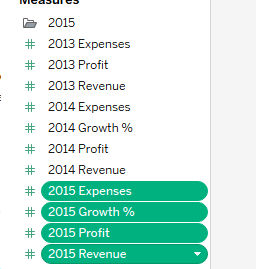 Measures
2015
2013 Expenses
2013 Profit
2013 Revenue
2014 Expenses
2014 Growth %
2014 Profit
2014 Revenue
2015 Expenses
2015 Growth %
2015 Profit
2015 Revenue